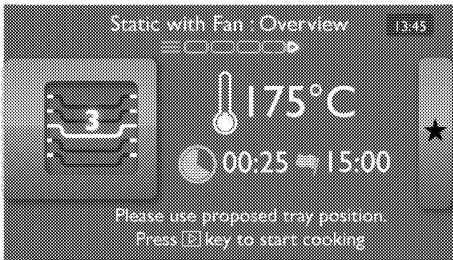 Static with Fan : Overview
13:45
3
175°C
00:25
15:00
Please use proposed tray position.
Press key to start cooking